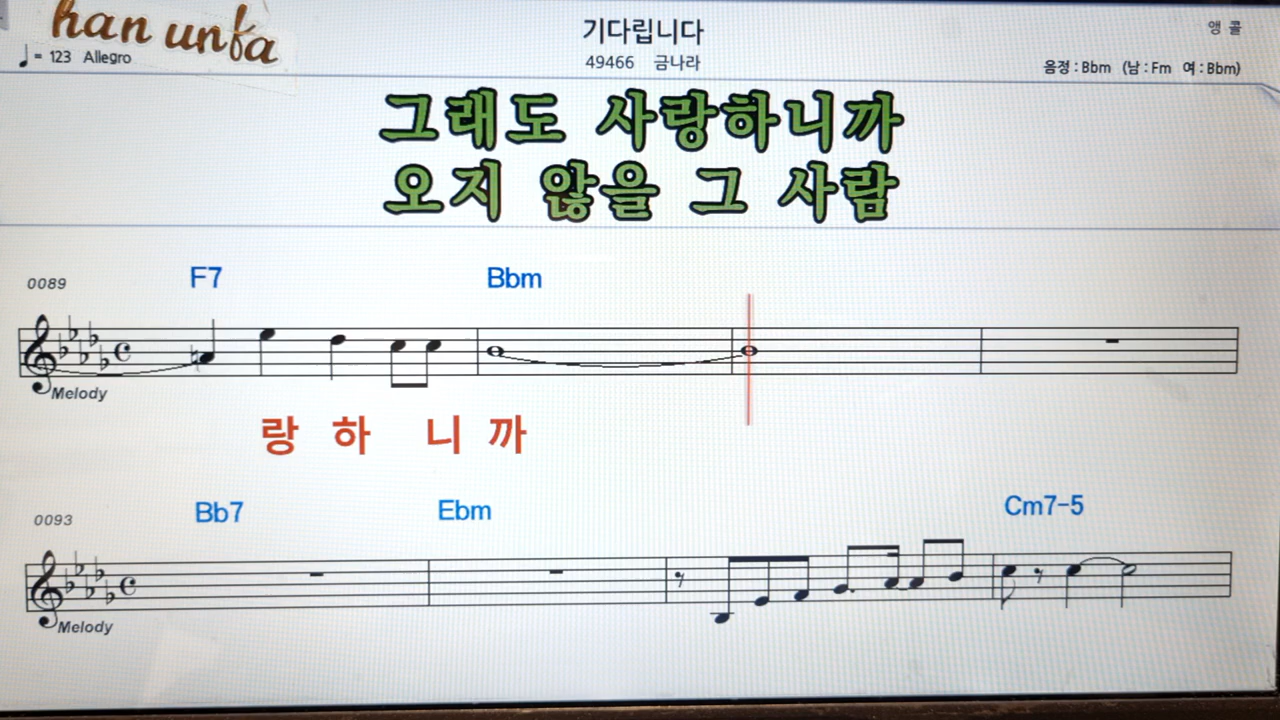 han unfa
기다립니다
앵콜
♩= 123 Allegro
49466 금나라
음정 : Bbm (남 : Fm 여 : Bbm)
그래도 사랑하니까
오지 않을 그 사람
0089
F7 Bbm
Melody
랑 하 니 까
0093
Bb7 Ebm Cm7-5
Melody